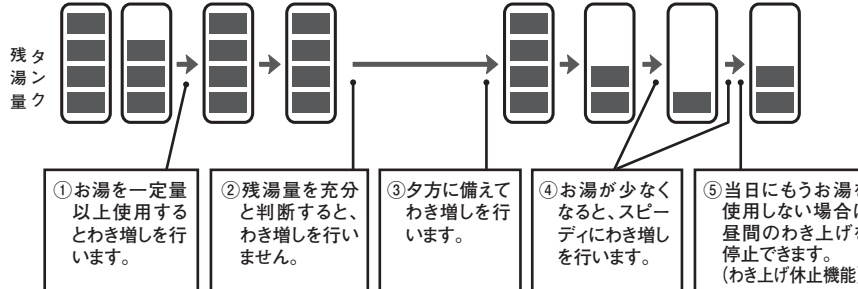 タンク
残湯量
①お湯を一定量
以上使用する
とわき増しを行
います。
②残湯量を充分
と判断すると、
わき増しを行い
ません。
③夕方に備えて
わき増しを行
います。
④お湯が少なく
なると、スピー
ディにわき増し
を行います。
⑤当日にもうお湯を
使用しない場合に
昼間のわき上げを
停止できます。
(わき上げ休止機能)